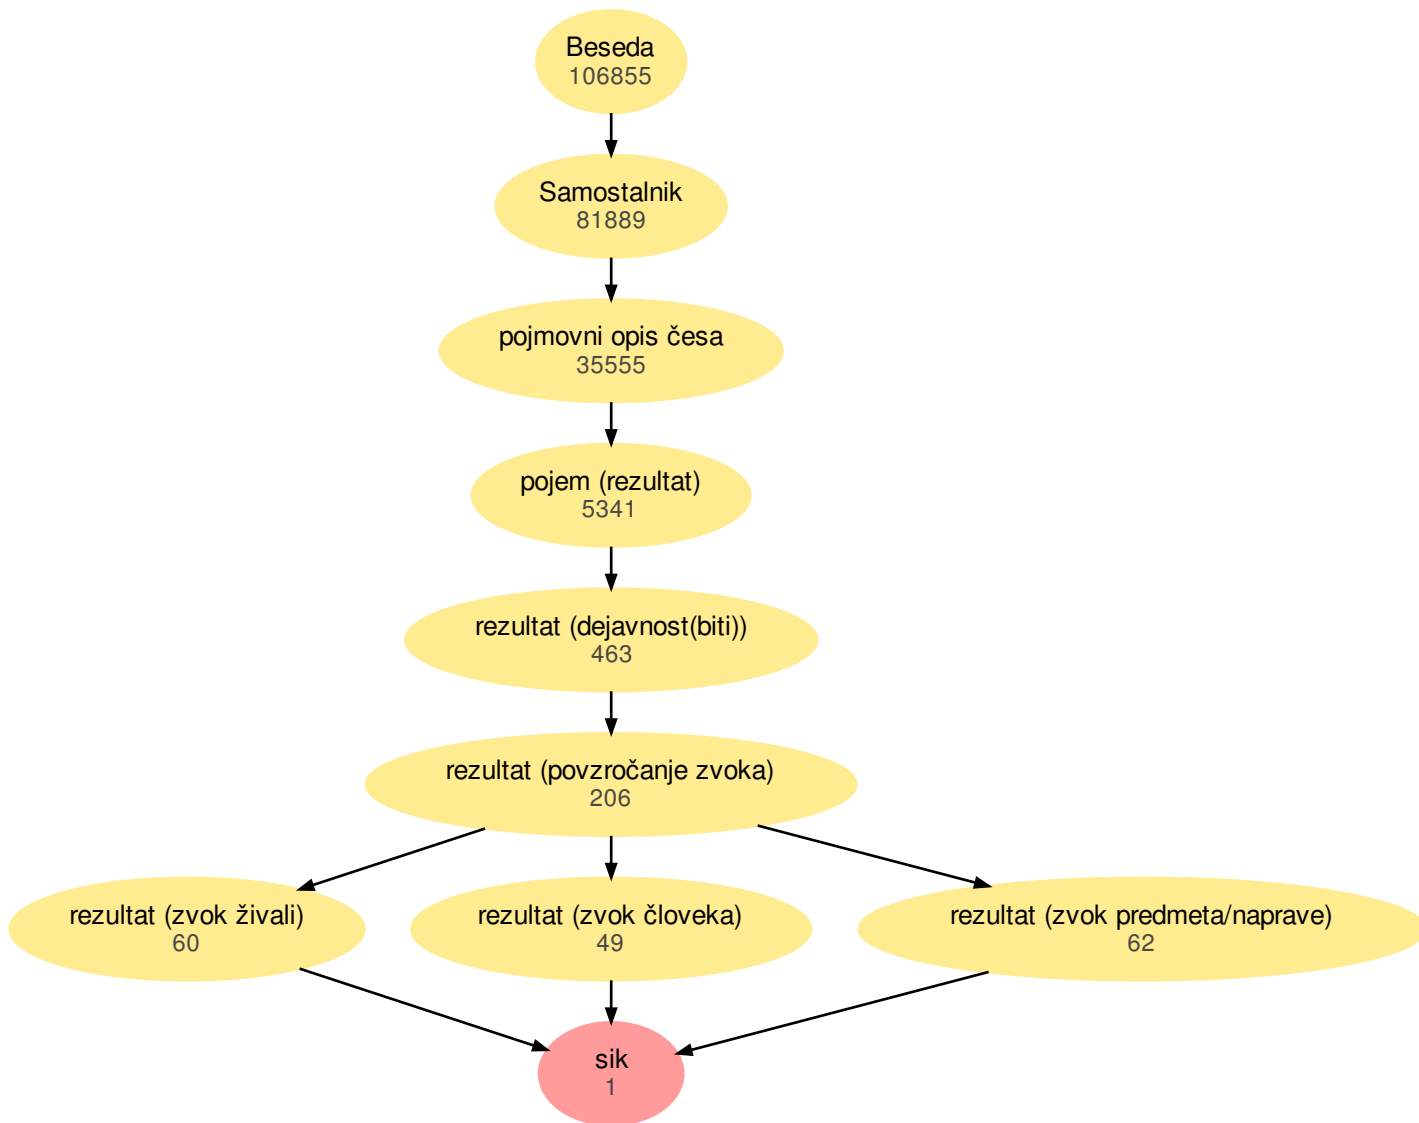 Beseda
106855
Samostalnik
81889
pojmovni opis česa
35555
pojem (rezultat)
5341
rezultat (dejavnost(biti))
463
rezultat (povzročanje zvoka)
206
rezultat (zvok živali)
60
rezultat (zvok človeka)
49
rezultat (zvok predmeta/naprave)
62
sik
1